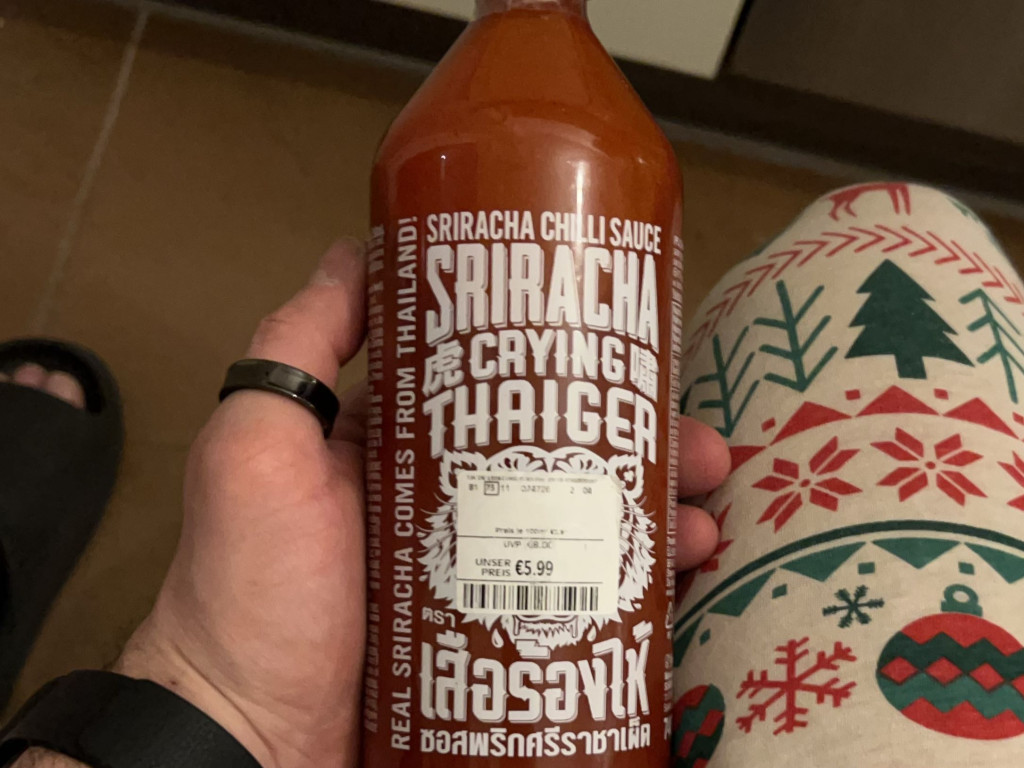 SRIRACHA CHILLI SAUCE
SRIRACHA
虎 CRYING 嘯
THAIGER
REAL SRIRACHA COMES FROM THAILAND!
UVP
UNSER
PREIS €5.99
ตรา
เสือร้องไห้
ซอสพริกศรีราชาเผ็ด